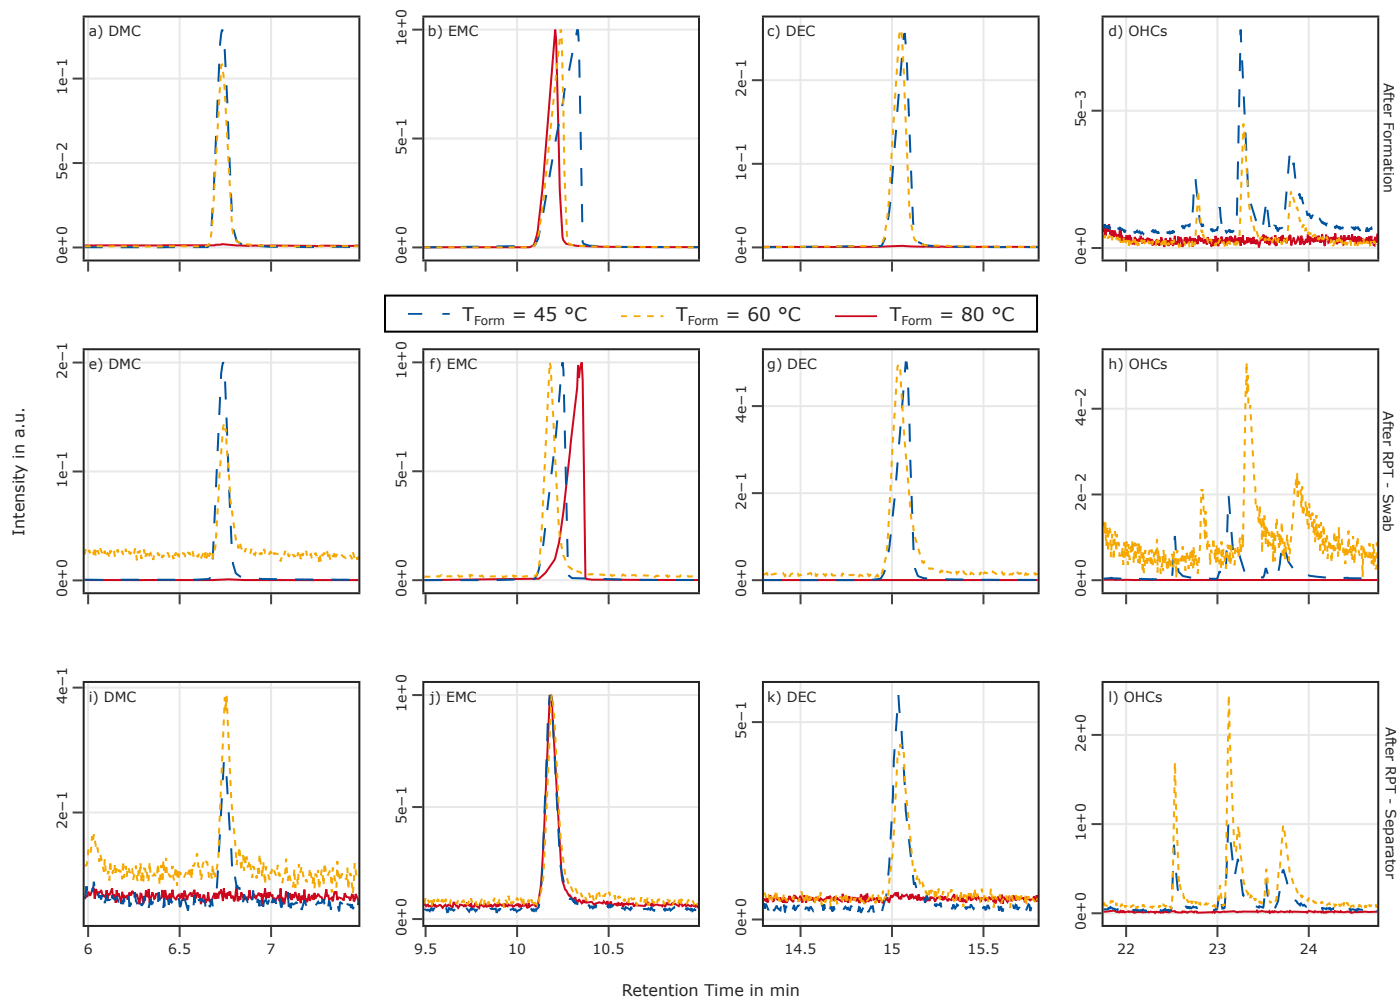 a) DMC
b) EMC
c) DEC
d) OHCs
1e-1
5e-2
0e+0
1e+0
5e-1
0e+0
2e-1
1e-1
0e+0
5e-3
0e+0
After Formation
T_Form = 45 °C
T_Form = 60 °C
T_Form = 80 °C
e) DMC
f) EMC
g) DEC
h) OHCs
2e-1
1e-1
0e+0
1e+0
5e-1
0e+0
4e-1
2e-1
0e+0
4e-2
2e-2
0e+0
After RPT - Swab
Intensity in a.u.
i) DMC
j) EMC
k) DEC
l) OHCs
4e-1
2e-1
1e+0
5e-1
0e+0
5e-1
0e+0
2e+0
1e+0
0e+0
After RPT - Separator
6 6.5 7
9.5 10 10.5
14.5 15 15.5
22 23 24
Retention Time in min